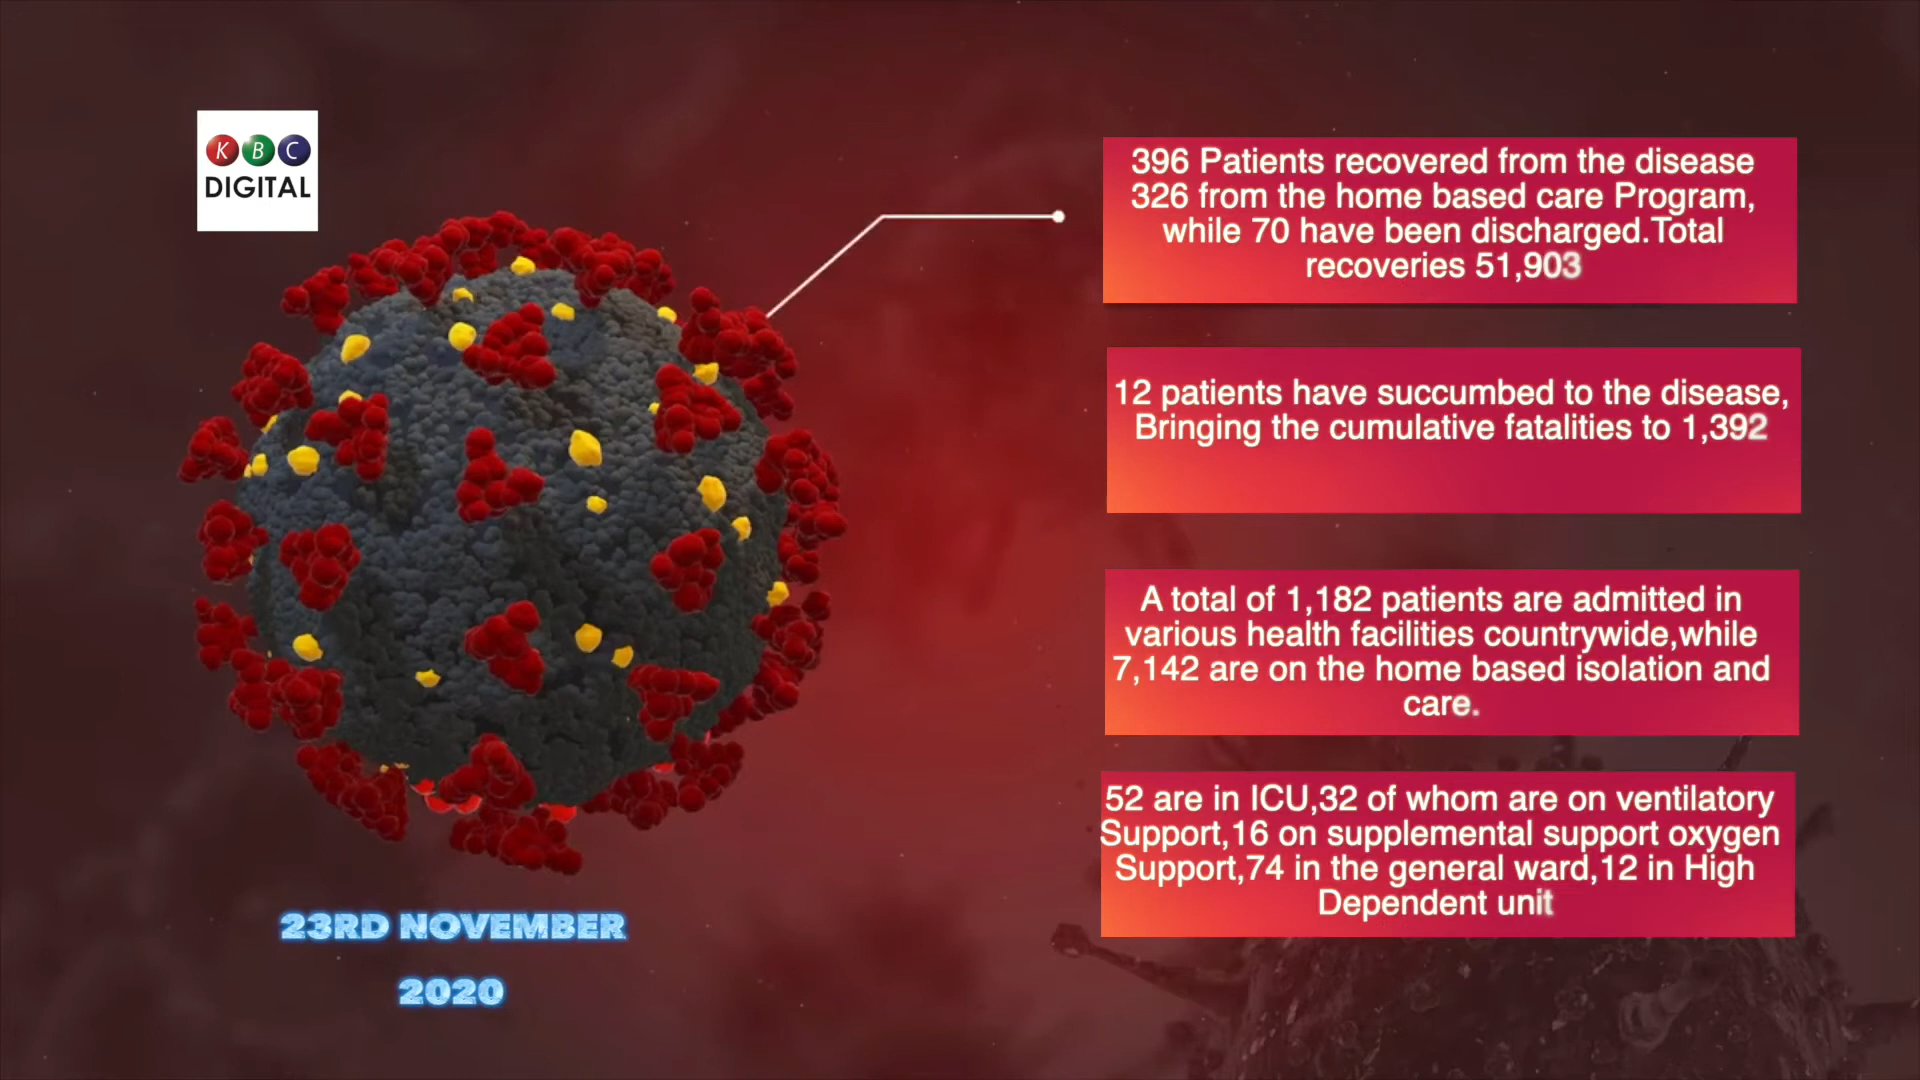 KBC
DIGITAL
396 Patients recovered from the disease
326 from the home based care Program,
while 70 have been discharged.Total
recoveries 51,903
12 patients have succumbed to the disease,
Bringing the cumulative fatalities to 1,392
A total of 1,182 patients are admitted in
various health facilities countrywide,while
7,142 are on the home based isolation and
care.
52 are in ICU,32 of whom are on ventilatory
Support,16 on supplemental support oxygen
Support,74 in the general ward,12 in High
Dependent unit
23RD NOVEMBER
2020